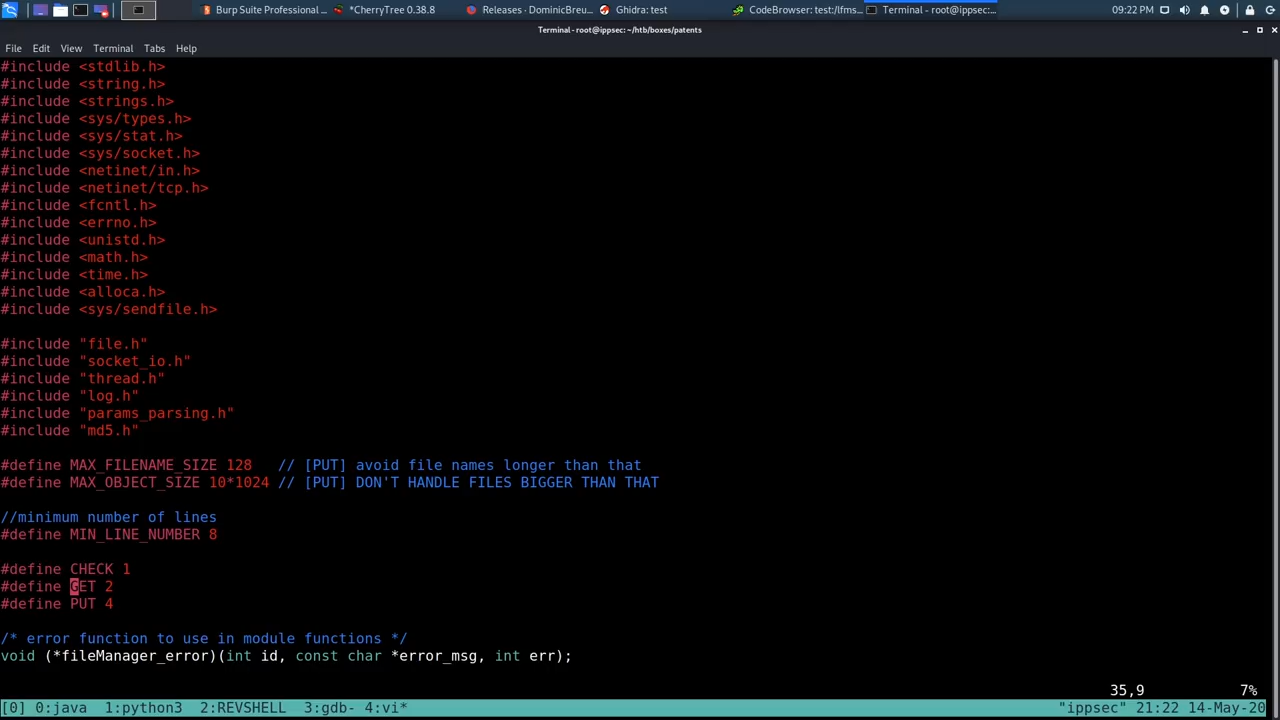 Burp Suite Professional ...
*CherryTree 0.38.8
Releases - DominicBreu...
Ghidra: test
CodeBrowser: test:/lfms...
Terminal - root@ippsec:...
09:22 PM
Terminal - root@ippsec: ~/htb/boxes/patents
File Edit View Terminal Tabs Help
#include <stdlib.h>
#include <string.h>
#include <strings.h>
#include <sys/types.h>
#include <sys/stat.h>
#include <sys/socket.h>
#include <netinet/in.h>
#include <netinet/tcp.h>
#include <fcntl.h>
#include <errno.h>
#include <unistd.h>
#include <math.h>
#include <time.h>
#include <alloca.h>
#include <sys/sendfile.h>
#include "file.h"
#include "socket_io.h"
#include "thread.h"
#include "log.h"
#include "params_parsing.h"
#include "md5.h"
#define MAX_FILENAME_SIZE 128   // [PUT] avoid file names longer than that
#define MAX_OBJECT_SIZE 10*1024 // [PUT] DON'T HANDLE FILES BIGGER THAN THAT
//minimum number of lines
#define MIN_LINE_NUMBER 8
#define CHECK 1
#define GET 2
#define PUT 4
/* error function to use in module functions */
void (*fileManager_error)(int id, const char *error_msg, int err);
35,9 7%
[0] 0:java  1:python3  2:REVSHELL  3:gdb- 4:vi* "ippsec" 21:22 14-May-20